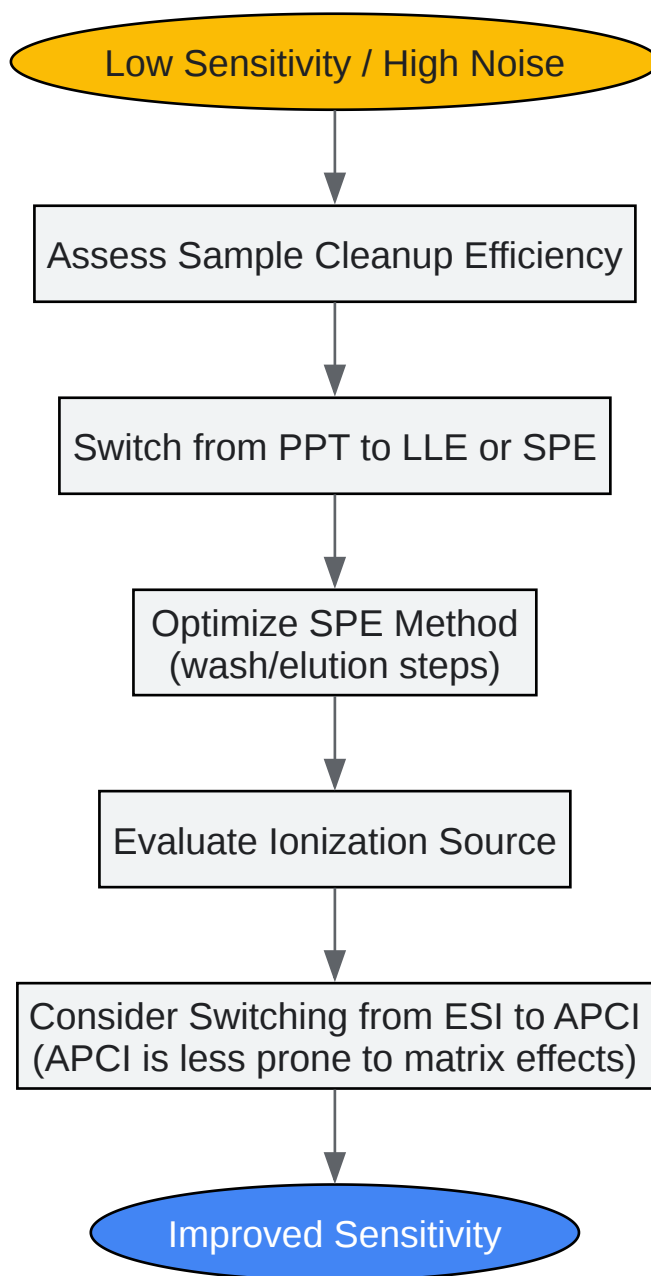 Low Sensitivity / High Noise
Assess Sample Cleanup Efficiency
Switch from PPT to LLE or SPE
Optimize SPE Method
(wash/elution steps)
Evaluate Ionization Source
Consider Switching from ESI to APCI
(APCI is less prone to matrix effects)
Improved Sensitivity